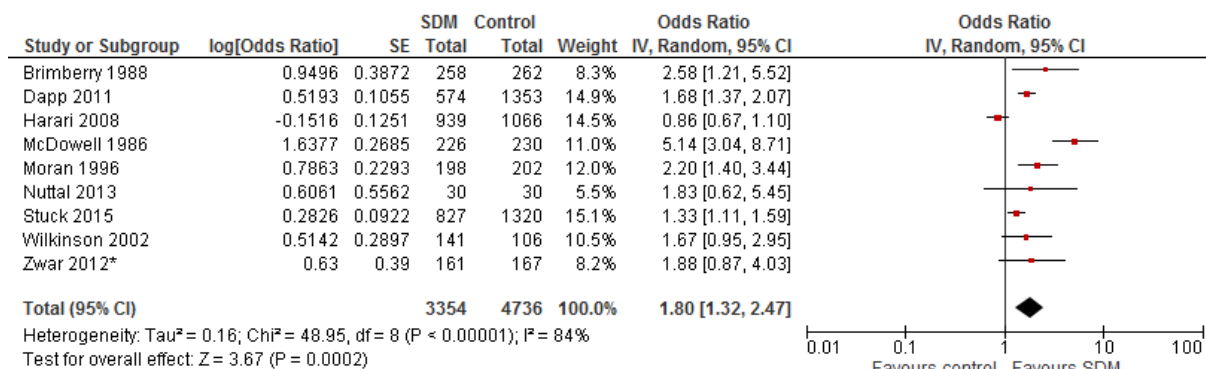 SDM Control Odds Ratio Odds Ratio
Study or Subgroup log[Odds Ratio] SE Total Total Weight IV, Random, 95% CI IV, Random, 95% CI
Brimberry 1988 0.9496 0.3872 258 262 8.3% 2.58 [1.21, 5.52]
Dapp 2011 0.5193 0.1055 574 1353 14.9% 1.68 [1.37, 2.07]
Harari 2008 -0.1516 0.1251 939 1066 14.5% 0.86 [0.67, 1.10]
McDowell 1986 1.6377 0.2685 226 230 11.0% 5.14 [3.04, 8.71]
Moran 1996 0.7863 0.2293 198 202 12.0% 2.20 [1.40, 3.44]
Nuttal 2013 0.6061 0.5562 30 30 5.5% 1.83 [0.62, 5.45]
Stuck 2015 0.2826 0.0922 827 1320 15.1% 1.33 [1.11, 1.59]
Wilkinson 2002 0.5142 0.2897 141 106 10.5% 1.67 [0.95, 2.95]
Zwar 2012* 0.63 0.39 161 167 8.2% 1.88 [0.87, 4.03]
Total (95% CI) 3354 4736 100.0% 1.80 [1.32, 2.47]
Heterogeneity: Tau² = 0.16; Chi² = 48.95, df = 8 (P < 0.00001); I² = 84%
Test for overall effect: Z = 3.67 (P = 0.0002)
0.01 0.1 1 10 100
Favours control Favours SDM